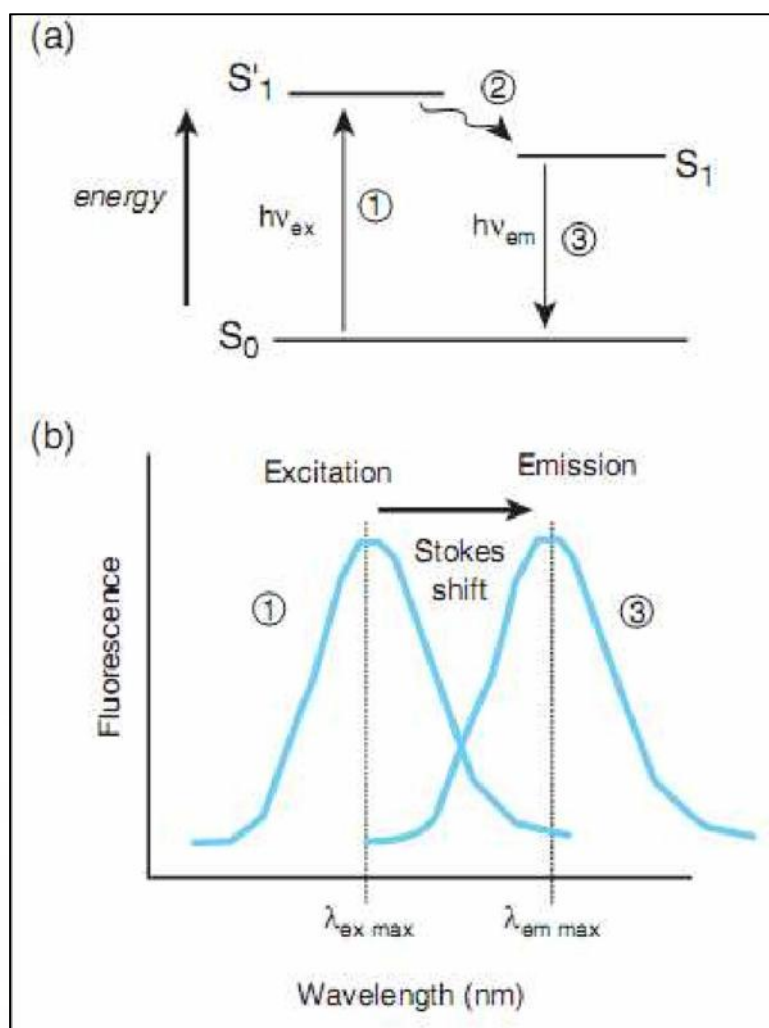 (a)
S'1
②
energy
hνex
①
hνem
③
S1
S0
(b)
Excitation
Emission
Stokes
shift
①
③
Fluorescence
λex max
λem max
Wavelength (nm)